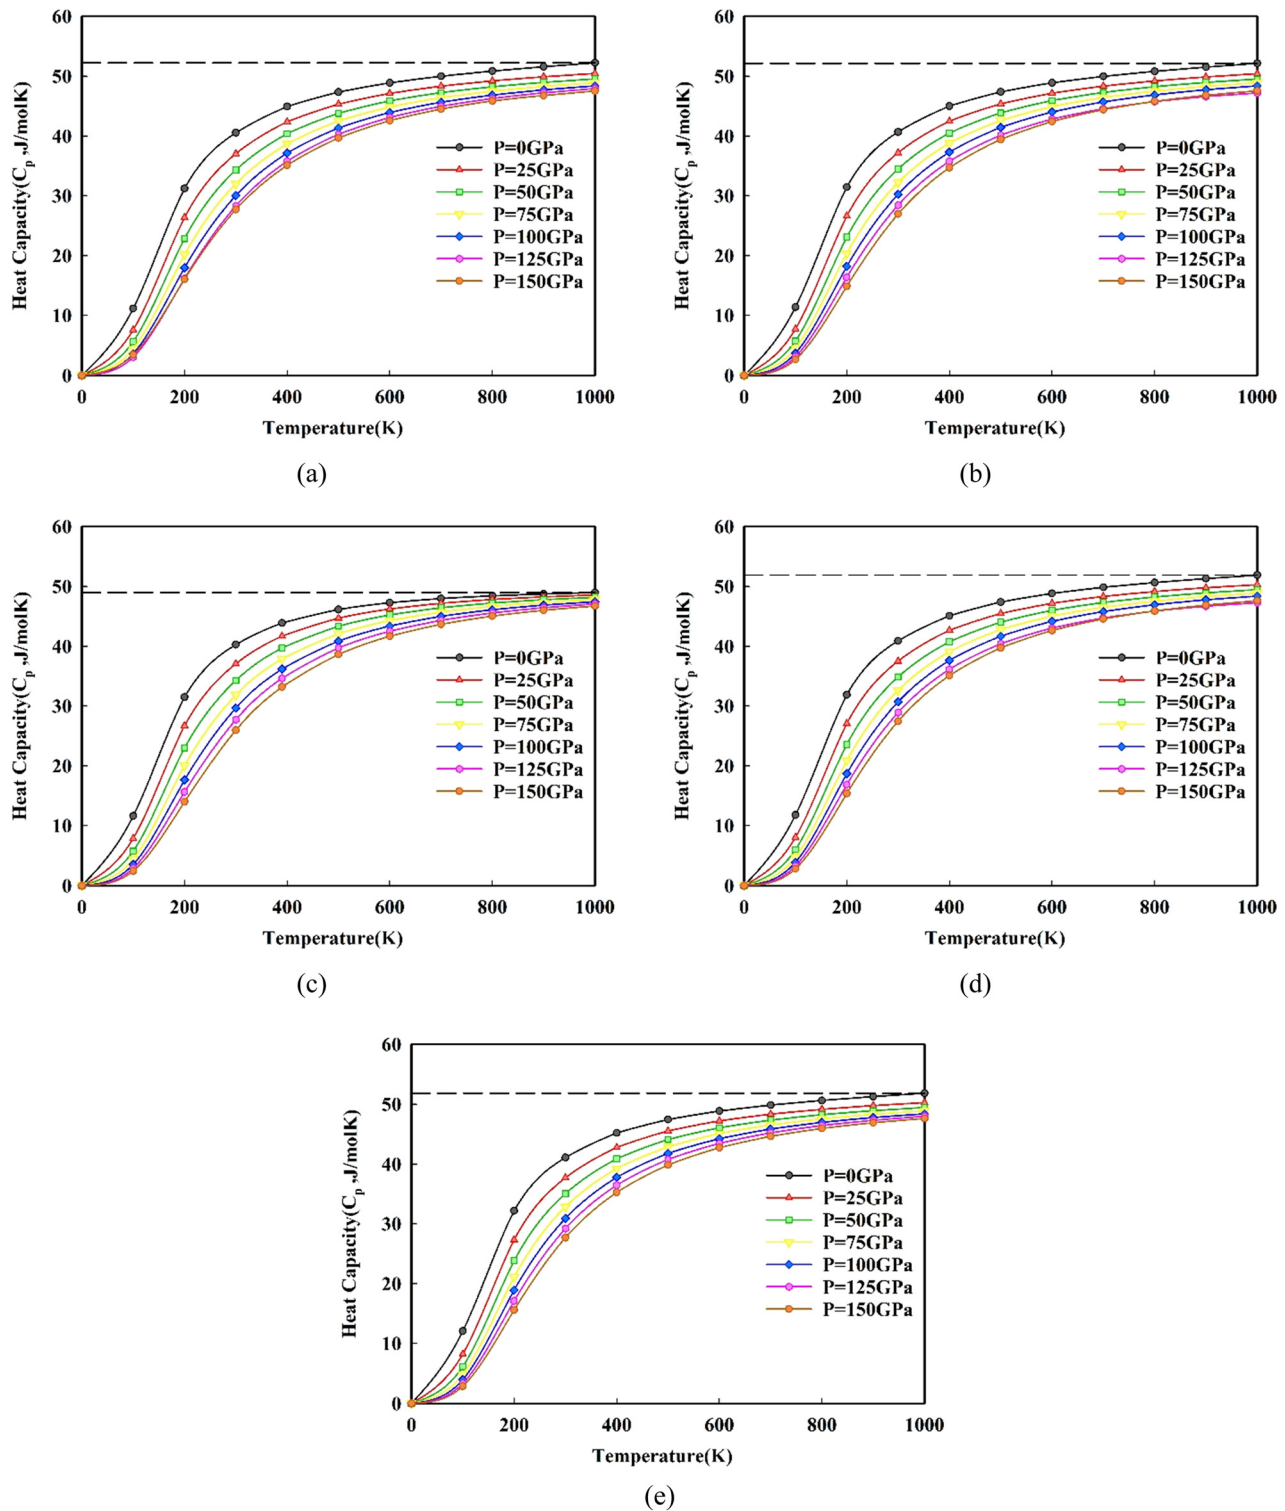 60
50
40
30
20
10
0
Heat Capacity(Cp ,J/molK)
P=0GPa
P=25GPa
P=50GPa
P=75GPa
P=100GPa
P=125GPa
P=150GPa
0 200 400 600 800 1000
Temperature(K)
(a)
60
50
40
30
20
10
0
Heat Capacity(Cp ,J/molK)
P=0GPa
P=25GPa
P=50GPa
P=75GPa
P=100GPa
P=125GPa
P=150GPa
0 200 400 600 800 1000
Temperature(K)
(b)
60
50
40
30
20
10
0
Heat Capacity(Cp ,J/molK)
P=0GPa
P=25GPa
P=50GPa
P=75GPa
P=100GPa
P=125GPa
P=150GPa
0 200 400 600 800 1000
Temperature(K)
(c)
60
50
40
30
20
10
0
Heat Capacity(Cp ,J/molK)
P=0GPa
P=25GPa
P=50GPa
P=75GPa
P=100GPa
P=125GPa
P=150GPa
0 200 400 600 800 1000
Temperature(K)
(d)
60
50
40
30
20
10
0
Heat Capacity(Cp ,J/molK)
P=0GPa
P=25GPa
P=50GPa
P=75GPa
P=100GPa
P=125GPa
P=150GPa
0 200 400 600 800 1000
Temperature(K)
(e)